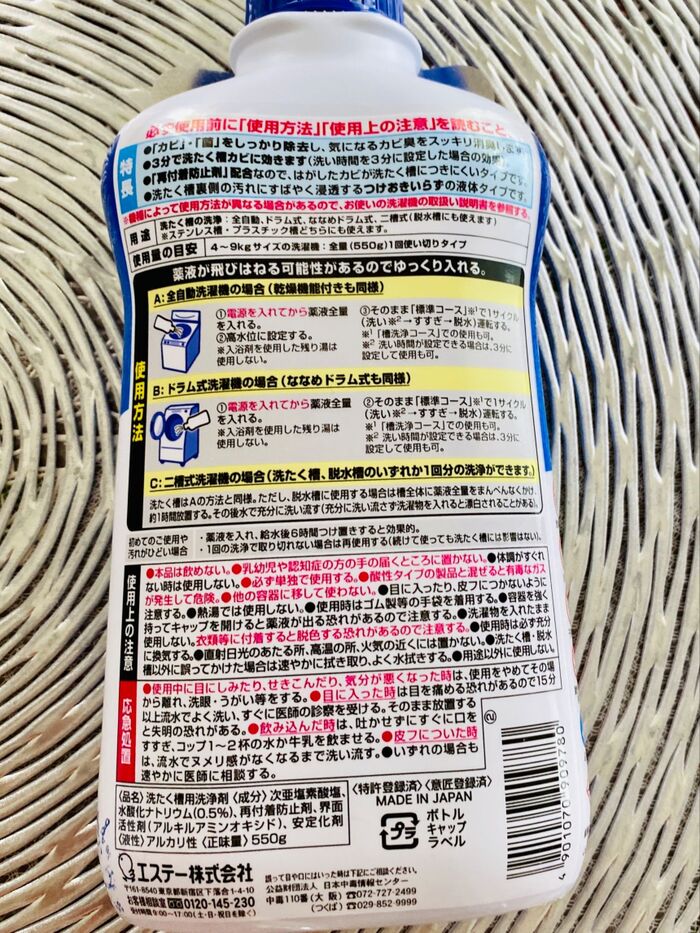 必ず使用前に「使用方法」「使用上の注意」を読むこと。
特長
●「カビ」・「菌」をしっかり除去し、気になるカビ臭をスッキリ消臭します。
●3分で洗たく槽カビに効きます(洗い時間を3分に設定した場合の効果)。
●「再付着防止剤」配合なので、はがしたカビが洗たく槽につきにくいタイプです。
●洗たく槽裏側の汚れにすばやく浸透するつけおきいらずの液体タイプです。
※機種によって使用方法が異なる場合があるので、お使いの洗たく機の取扱い説明書を参照する。
用途
洗たく槽の洗浄:全自動、ドラム式、ななめドラム式、二槽式(脱水槽にも使えます)
※ステンレス槽・プラスチック槽どちらにも使えます。
使用量の目安
4〜9kgサイズの洗濯機:全量(550g)1回使い切りタイプ
使用方法
薬液が飛びはねる可能性があるのでゆっくり入れる。
A:全自動洗濯機の場合(乾燥機能付きも同様)
①電源を入れてから薬液全量
を入れる。
②高水位に設定する。
※入浴剤を使用した残り湯は
使用しない。
③そのまま「標準コース」※¹で1サイクル
(洗い※²→すすぎ→脱水)運転する。
※¹「槽洗浄コース」での使用も可。
※² 洗い時間が設定できる場合は、3分に
設定して使用も可。
B:ドラム式洗濯機の場合(ななめドラム式も同様)
①電源を入れてから薬液全量
を入れる。
※入浴剤を使用した残り湯は
使用しない。
②そのまま「標準コース」※¹で1サイクル
(洗い※²→すすぎ→脱水)運転する。
※¹「槽洗浄コース」での使用も可。
※² 洗い時間が設定できる場合は、3分に
設定して使用も可。
C:二槽式洗濯機の場合(洗たく槽、脱水槽のいずれか1回分の洗浄ができます。)
洗たく槽はAの方法と同様。ただし、脱水槽に使用する場合は槽全体に薬液全量をまんべんなくかけ、
約1時間放置する。その後水で充分に洗い流す(充分に洗い流さず洗濯物を入れると漂白されることがある)。
初めてのご使用や
汚れがひどい場合
・薬液を入れ、給水後6時間つけ置きすると効果的。
・1回の洗浄で取りきれない場合は再使用する(続けて使っても洗たく槽には影響はない)。
使用上の注意
●本品は飲めない。●乳幼児や認知症の方の手の届くところに置かない。●体調がすぐれ
ない時は使用しない。●必ず単独で使用する。●酸性タイプの製品と混ぜると有毒なガス
が発生して危険。●他の容器に移して使わない。●目に入ったり、皮フにつかないように
注意する。●熱湯では使用しない。●使用時はゴム製等の手袋を着用する。●容器を強く
持ってキャップを開けると薬液が出る恐れがあるので注意する。●洗濯物を入れたまま
使用しない。衣類等に付着すると脱色する恐れがあるので注意する。●使用時は必ず充分
に換気する。●直射日光のあたる所、高温の所、火気の近くには置かない。●洗たく槽・脱水
槽以外に誤ってかけた場合は速やかに拭き取り、よく水拭きする。●用途以外に使用しない。
応急処置
●使用中に目にしみたり、せきこんだり、気分が悪くなった時は、使用をやめてその場
から離れ、洗眼・うがい等をする。●目に入った時は目を痛める恐れがあるので15分
以上流水でよく洗い、すぐに医師の診察を受ける。そのまま放置する
と失明の恐れがある。●飲み込んだ時は、吐かせずにすぐに口を
すすぎ、コップ1〜2杯の水か牛乳を飲ませる。●皮フについた時
は、流水でヌメリ感がなくなるまで洗い流す。●いずれの場合も
速やかに医師に相談する。
〈品名〉洗たく槽用洗浄剤〈成分〉次亜塩素酸塩、
水酸化ナトリウム(0.5%)、再付着防止剤、界面
活性剤(アルキルアミンオキシド)、安定化剤
〈液性〉アルカリ性〈正味量〉550g
〈特許登録済〉〈意匠登録済〉
MADE IN JAPAN
プラ
ボトル
キャップ
ラベル
4901070909780
エステー株式会社
〒161-8540 東京都新宿区下落合1-4-10
お客様相談室 0120-145-230
受付時間 9:00〜17:00(土・日・祝日を除く)
誤って目や口にはいった時は下記にご相談ください。
公益財団法人 日本中毒情報センター
中毒110番(大 阪)☎072-727-2499
(つくば)☎029-852-9999